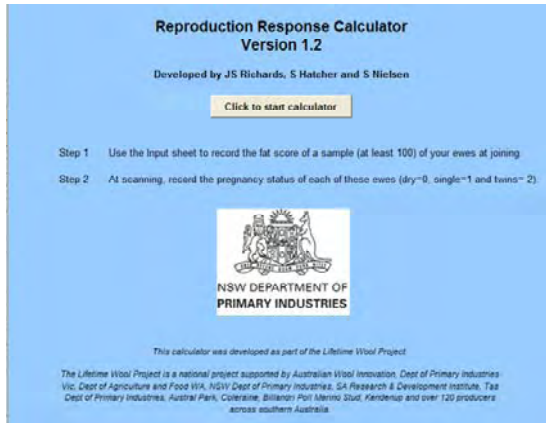 Reproduction Response Calculator
Version 1.2
Developed by JS Richards, S Hatcher and S Nielsen
Click to start calculator
Step 1 Use the Input sheet to record the fat score of a sample (at least 100) of your ewes at joining.
Step 2 At scanning, record the pregnancy status of each of these ewes (dry=0, single=1 and twins= 2).
NSW DEPARTMENT OF
PRIMARY INDUSTRIES
This calculator was developed as part of the Lifetime Wool Project
The Lifetime Wool Project is a national project supported by Australian Wool Innovation, Dept of Primary Industries
Vic, Dept of Agriculture and Food WA, NSW Dept of Primary Industries, SA Research & Development Institute, Tas
Dept of Primary Industries, Austral Park, Coleraine, Billandri Poll Merino Stud, Kendenup and over 120 producers
across southern Australia.